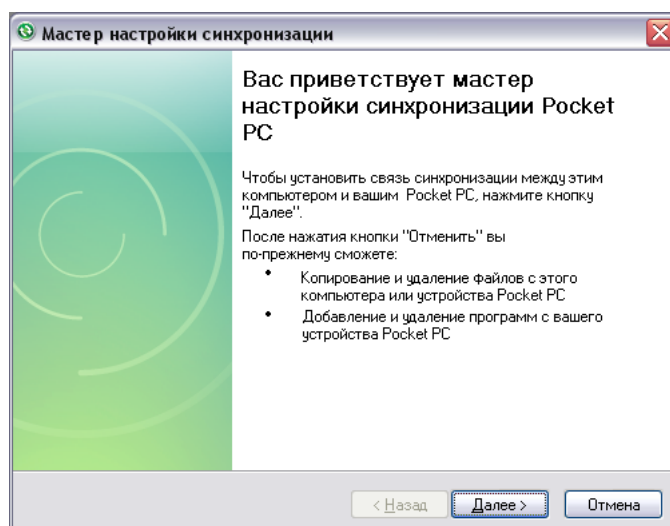 Мастер настройки синхронизации
Вас приветствует мастер
настройки синхронизации Pocket
PC
Чтобы установить связь синхронизации между этим
компьютером и вашим Pocket PC, нажмите кнопку
"Далее".
После нажатия кнопки "Отменить" вы
по-прежнему сможете:
• Копирование и удаление файлов с этого
компьютера или устройства Pocket PC
• Добавление и удаление программ с вашего
устройства Pocket PC
< Назад Далее > Отмена